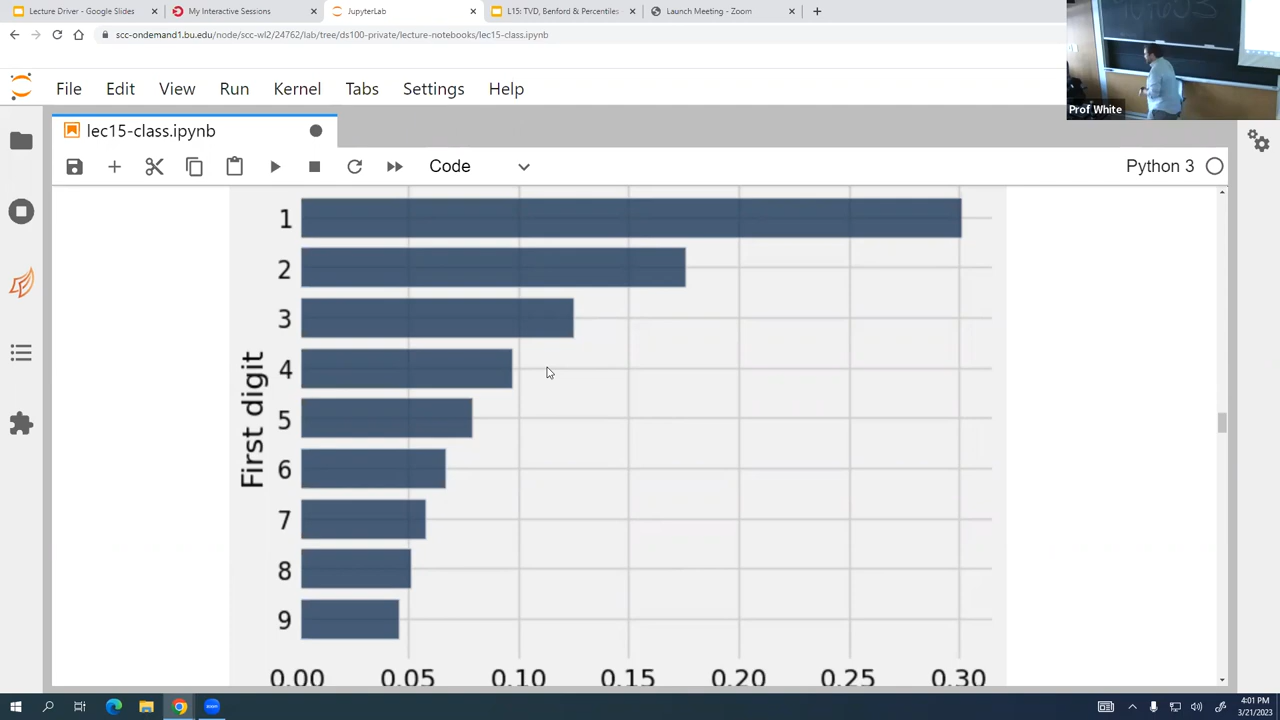 Lecture Driver - Google Slides
My Interactive Sessions
JupyterLab
L15: TVD, Benford & Percentiles
Launch Meeting - Zoom
scc-ondemand1.bu.edu/node/scc-wl2/24762/lab/tree/ds100-private/lecture-notebooks/lec15-class.ipynb
File Edit View Run Kernel Tabs Settings Help
Prof White
lec15-class.ipynb
Code
Python 3
First digit
1
2
3
4
5
6
7
8
9
0.00 0.05 0.10 0.15 0.20 0.25 0.30
4:01 PM
3/21/2023